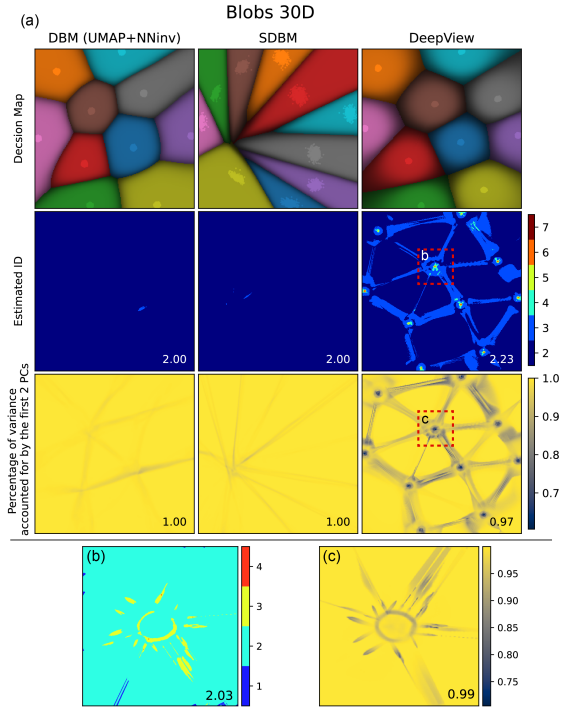 Blobs 30D
(a)
DBM (UMAP+NNinv)
SDBM
DeepView
Decsion Map
Estimated ID
2.00
2.00
b
2.23
7
6
5
4
3
2
Percentage of variance
accounted for by the first 2 PCs
1.00
1.00
c
0.97
1.0
0.9
0.8
0.7
(b)
2.03
4
3
2
1
(c)
0.99
0.95
0.90
0.85
0.80
0.75